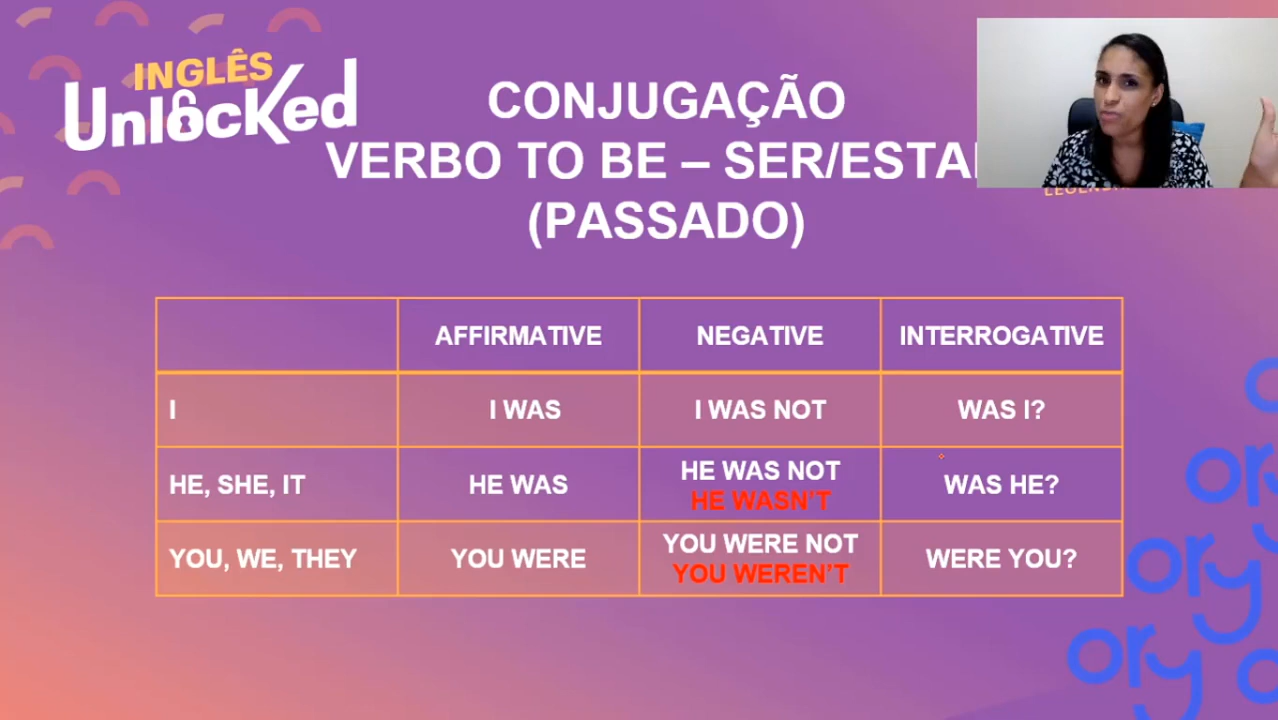 INGLÊS
Unlocked
CONJUGAÇÃO
VERBO TO BE – SER/ESTA
(PASSADO)
AFFIRMATIVE NEGATIVE INTERROGATIVE
I I WAS I WAS NOT WAS I?
HE, SHE, IT HE WAS HE WAS NOT WAS HE?
HE WASN'T
YOU, WE, THEY YOU WERE YOU WERE NOT WERE YOU?
YOU WEREN'T
ory
ory